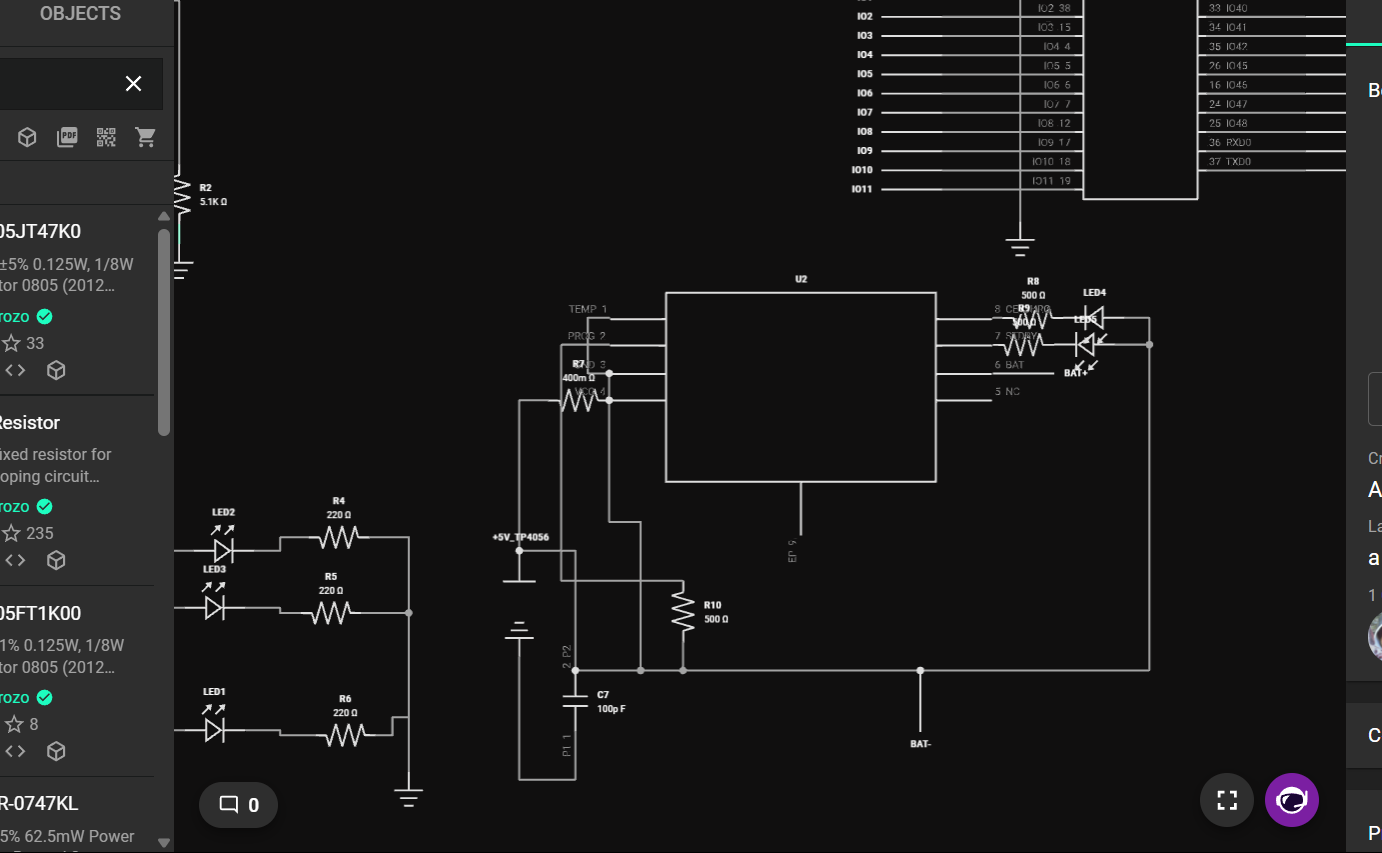 OBJECTS
05JT47K0
±5% 0.125W, 1/8W
tor 0805 (2012...
rozo
33
Resistor
ixed resistor for
oping circuit...
rozo
235
05FT1K00
1% 0.125W, 1/8W
tor 0805 (2012...
rozo
8
R-0747KL
5% 62.5mW Power
PDF
R2
5.1K Ω
IO2
IO3
IO4
IO5
IO6
IO7
IO8
IO9
IO10
IO11
IO2 38
IO3 15
IO4 4
IO5 5
IO6 6
IO7 7
IO8 12
IO9 17
IO10 18
IO11 19
33 IO40
34 IO41
35 IO42
26 IO45
16 IO46
24 IO47
25 IO48
36 RXD0
37 TXD0
U2
TEMP 1
PROG 2
GND 3
VCC 4
R7
400m Ω
8
7
6 BAT
5 NC
R8
500 Ω
R9
500 Ω
LED4
LED5
BAT+
EP 9
LED2
R4
220 Ω
LED3
R5
220 Ω
LED1
R6
220 Ω
+5V_TP4056
R10
500 Ω
2 P2
C7
100p F
P1 1
BAT-
0
B
Cr
A
La
a
1
C
P